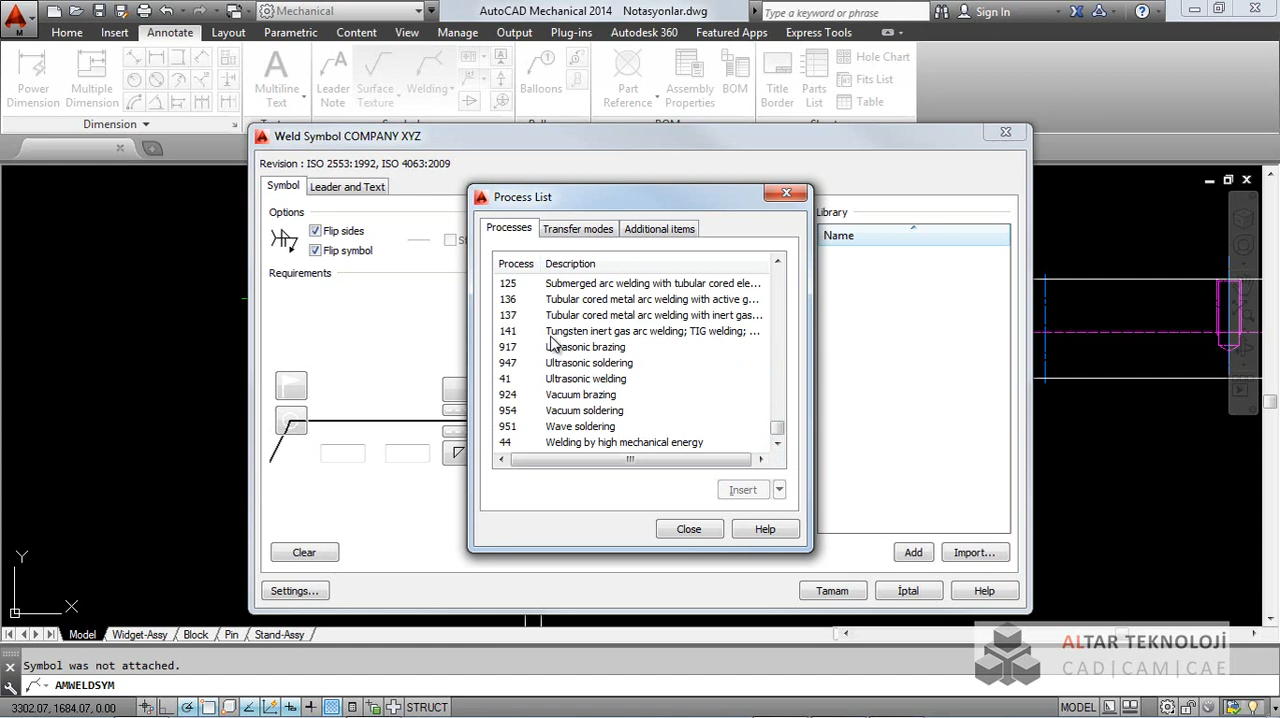 Mechanical
AutoCAD Mechanical 2014 Notasyonlar.dwg
Type a keyword or phrase
Sign In
Home Insert Annotate Layout Parametric Content View Manage Output Plug-ins Autodesk 360 Featured Apps Express Tools
Power Dimension
Multiple Dimension
Multiline Text
Leader Note
Surface Texture
Welding
Balloons
Part Reference
Assembly Properties
BOM
Title Border
Parts List
Hole Chart
Fits List
Table
Dimension
Weld Symbol COMPANY XYZ
Revision : ISO 2553:1992, ISO 4063:2009
Symbol Leader and Text
Options
Flip sides
Flip symbol
Requirements
Library
Name
Process List
Processes Transfer modes Additional items
Process Description
125 Submerged arc welding with tubular cored ele...
136 Tubular cored metal arc welding with active g...
137 Tubular cored metal arc welding with inert gas...
141 Tungsten inert gas arc welding; TIG welding; ...
917 Ultrasonic brazing
947 Ultrasonic soldering
41 Ultrasonic welding
924 Vacuum brazing
954 Vacuum soldering
951 Wave soldering
44 Welding by high mechanical energy
Insert
Close Help
Clear
Add Import...
Settings...
Tamam İptal Help
Y
X
Model Widget-Assy Block Pin Stand-Assy
Symbol was not attached.
AMWELDSYM
ALTAR TEKNOLOJİ
CAD|CAM|CAE
3302.07, 1684.07, 0.00
STRUCT
MODEL